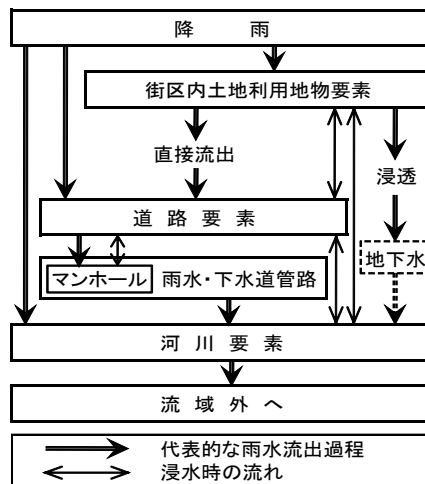 降雨
街区内土地利用地物要素
直接流出
浸透
道路要素
地下水
マンホール 雨水・下水道管路
河川要素
流域外へ
代表的な雨水流出過程
浸水時の流れ